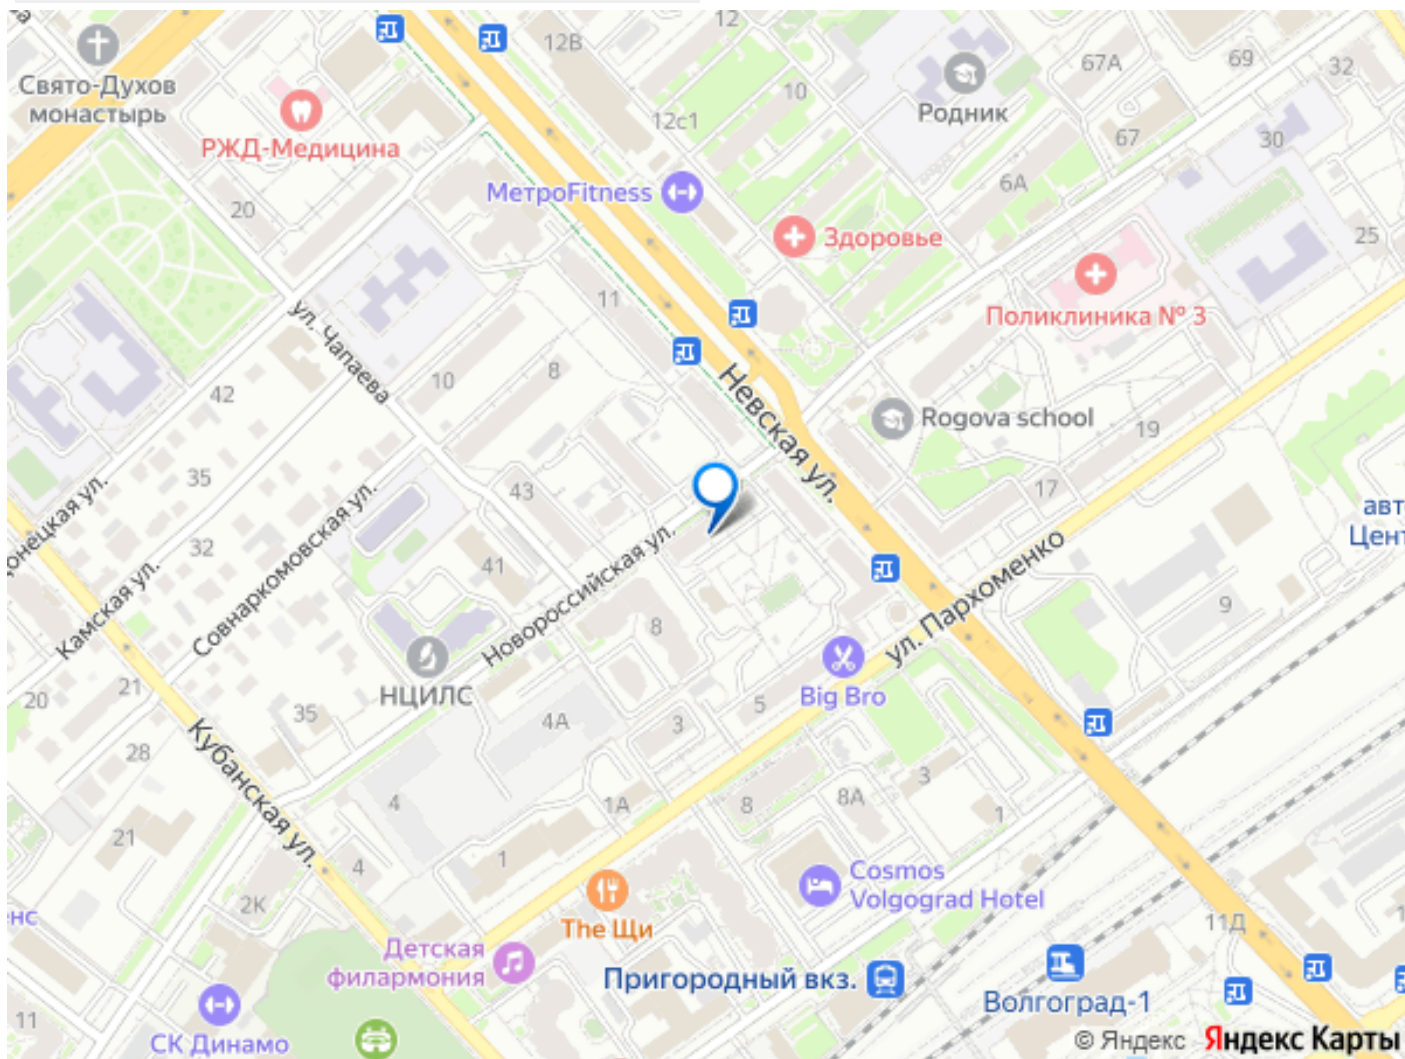 12
12В
67А
69
32
Свято-Духов
монастырь
10
Родник
12с1
67
30
РЖД-Медицина
МетроFitness
6А
20
Здоровье
25
11
Поликлиника № 3
ул. Чапаева
8
10
Невская ул.
42
Rogova school
19
35
43
17
авт
Цент
Донецкая ул.
Совнаркомовская ул.
32
41
Новороссийская ул.
ул. Пархоменко
Камская ул.
9
8
НЦИЛС
Big Bro
20
21
35
4А
3
5
28
Кубанская ул.
3
4
1А
8
8А
1
21
1
4
Cosmos
Volgograd Hotel
2К
нс
The Щи
11Д
1
Детская
филармония
Пригородный вкз.
Волгоград-1
11
СК Динамо
© Яндекс Яндекс Карты